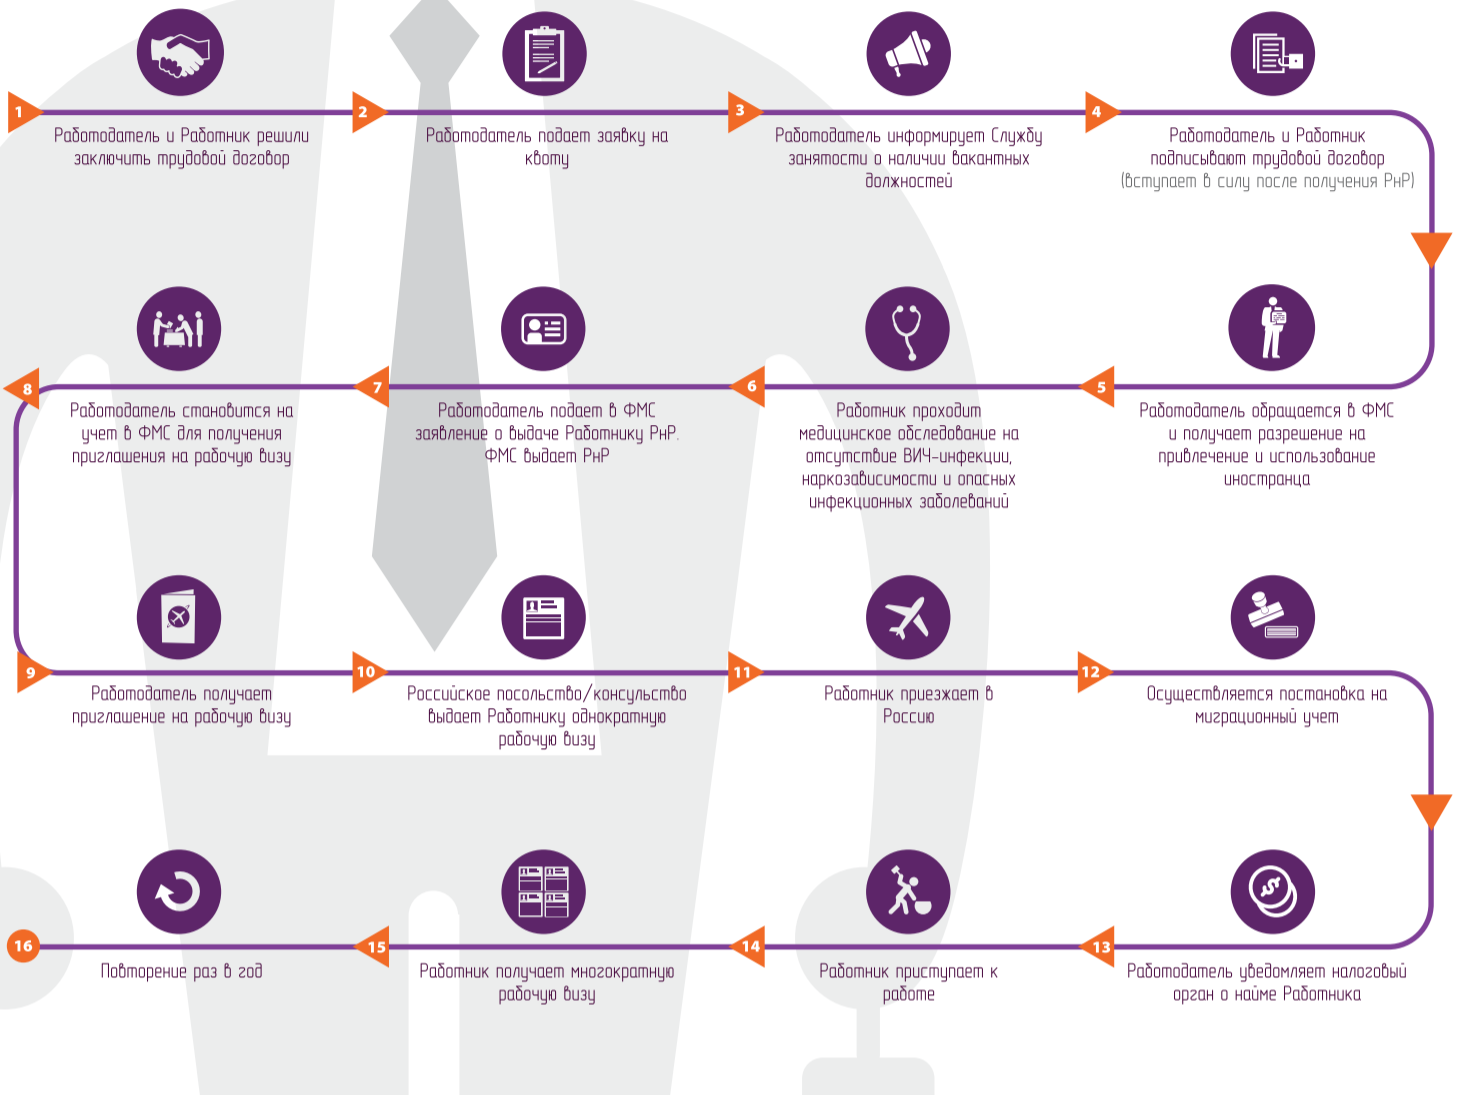 1
Работодатель и Работник решили
заключить трудовой договор
2
Работодатель подает заявку на
квоту
3
Работодатель информирует Службу
занятости о наличии вакантных
должностей
4
Работодатель и Работник
подписывают трудовой договор
(вступает в силу после получения РнР)
5
Работодатель обращается в ФМС
и получает разрешение на
привлечение и использование
иностранца
6
Работник проходит
медицинское обследование на
отсутствие ВИЧ-инфекции,
наркозависимости и опасных
инфекционных заболеваний
7
Работодатель подает в ФМС
заявление о выдаче Работнику РнР.
ФМС выдает РнР
8
Работодатель становится на
учет в ФМС для получения
приглашения на рабочую визу
9
Работодатель получает
приглашение на рабочую визу
10
Российское посольство/консульство
выдает Работнику однократную
рабочую визу
11
Работник приезжает в
Россию
12
Осуществляется постановка на
миграционный учет
13
Работодатель уведомляет налоговый
орган о найме Работника
14
Работник приступает к
работе
15
Работник получает многократную
рабочую визу
16
Повторение раз в год